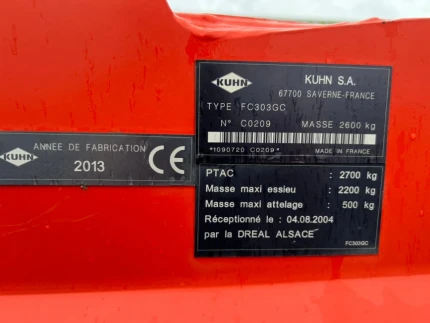 KUHN
ANNÉE DE FABRICATION
2013
CE
KUHN
KUHN S.A.
67700 SAVERNE-FRANCE
TYPE FC303GC
N° C0209 MASSE 2600 kg
*1090720 C0209* MADE IN FRANCE
PTAC : 2700 kg
Masse maxi essieu : 2200 kg
Masse maxi attelage : 500 kg
Réceptionné le : 04.08.2004
par la DREAL ALSACE
FC303GC